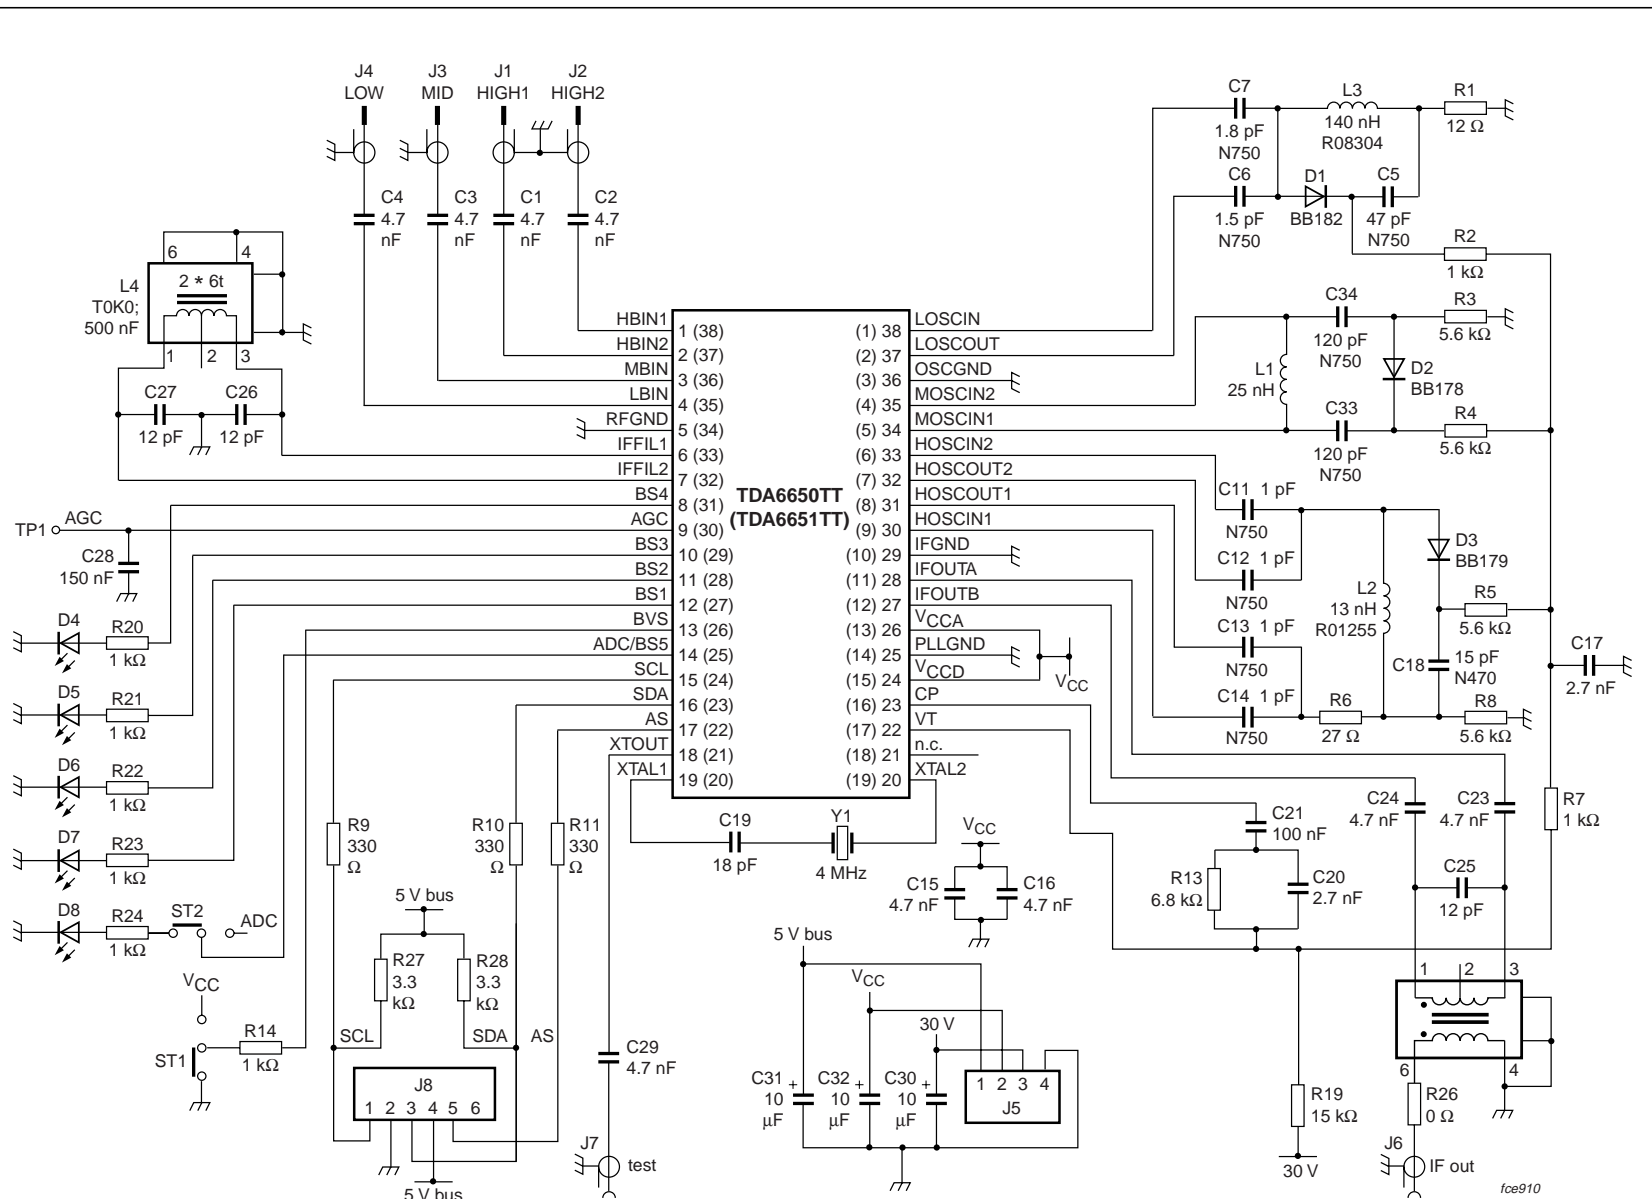 J4
LOW
J3
MID
J1
HIGH1
J2
HIGH2
C4
4.7
nF
C3
4.7
nF
C1
4.7
nF
C2
4.7
nF
C7
1.8 pF
N750
L3
140 nH
R08304
R1
12 Ω
C6
1.5 pF
N750
D1
BB182
C5
47 pF
N750
R2
1 kΩ
6
4
2 * 6t
L4
T0K0;
500 nF
1
2
3
C27
12 pF
C26
12 pF
C34
120 pF
N750
R3
5.6 kΩ
L1
25 nH
D2
BB178
C33
120 pF
N750
R4
5.6 kΩ
HBIN1
1 (38)
HBIN2
2 (37)
MBIN
3 (36)
LBIN
4 (35)
RFGND
5 (34)
IFFIL1
6 (33)
IFFIL2
7 (32)
BS4
8 (31)
AGC
9 (30)
BS3
10 (29)
BS2
11 (28)
BS1
12 (27)
BVS
13 (26)
ADC/BS5
14 (25)
SCL
15 (24)
SDA
16 (23)
AS
17 (22)
XTOUT
18 (21)
XTAL1
19 (20)
TDA6650TT
(TDA6651TT)
(1) 38
LOSCIN
(2) 37
LOSCOUT
(3) 36
OSCGND
(4) 35
MOSCIN2
(5) 34
MOSCIN1
(6) 33
HOSCIN2
(7) 32
HOSCOUT2
(8) 31
HOSCOUT1
(9) 30
HOSCIN1
(10) 29
IFGND
(11) 28
IFOUTA
(12) 27
IFOUTB
(13) 26
VCCA
(14) 25
PLLGND
(15) 24
VCCD
(16) 23
CP
(17) 22
VT
(18) 21
n.c.
(19) 20
XTAL2
VCC
TP1
AGC
C28
150 nF
D4
R20
1 kΩ
D5
R21
1 kΩ
D6
R22
1 kΩ
D7
R23
1 kΩ
D8
R24
1 kΩ
ST2
ADC
VCC
ST1
R14
1 kΩ
C11 1 pF
N750
C12 1 pF
N750
C13 1 pF
N750
C14 1 pF
N750
D3
BB179
L2
13 nH
R01255
R5
5.6 kΩ
C18
15 pF
N470
R6
27 Ω
R8
5.6 kΩ
C17
2.7 nF
R7
1 kΩ
R9
330
Ω
R10
330
Ω
R11
330
Ω
C19
18 pF
Y1
4 MHz
VCC
C15
4.7 nF
C16
4.7 nF
C21
100 nF
R13
6.8 kΩ
C20
2.7 nF
C24
4.7 nF
C23
4.7 nF
C25
12 pF
5 V bus
R27
3.3
kΩ
R28
3.3
kΩ
SCL
SDA
AS
J8
1 2 3 4 5 6
5 V bus
C29
4.7 nF
J7
test
5 V bus
VCC
30 V
C31
+
10
μF
C32
+
10
μF
C30
+
10
μF
1 2 3 4
J5
R19
15 kΩ
30 V
1
2
3
6
4
R26
0 Ω
J6
IF out
fce910